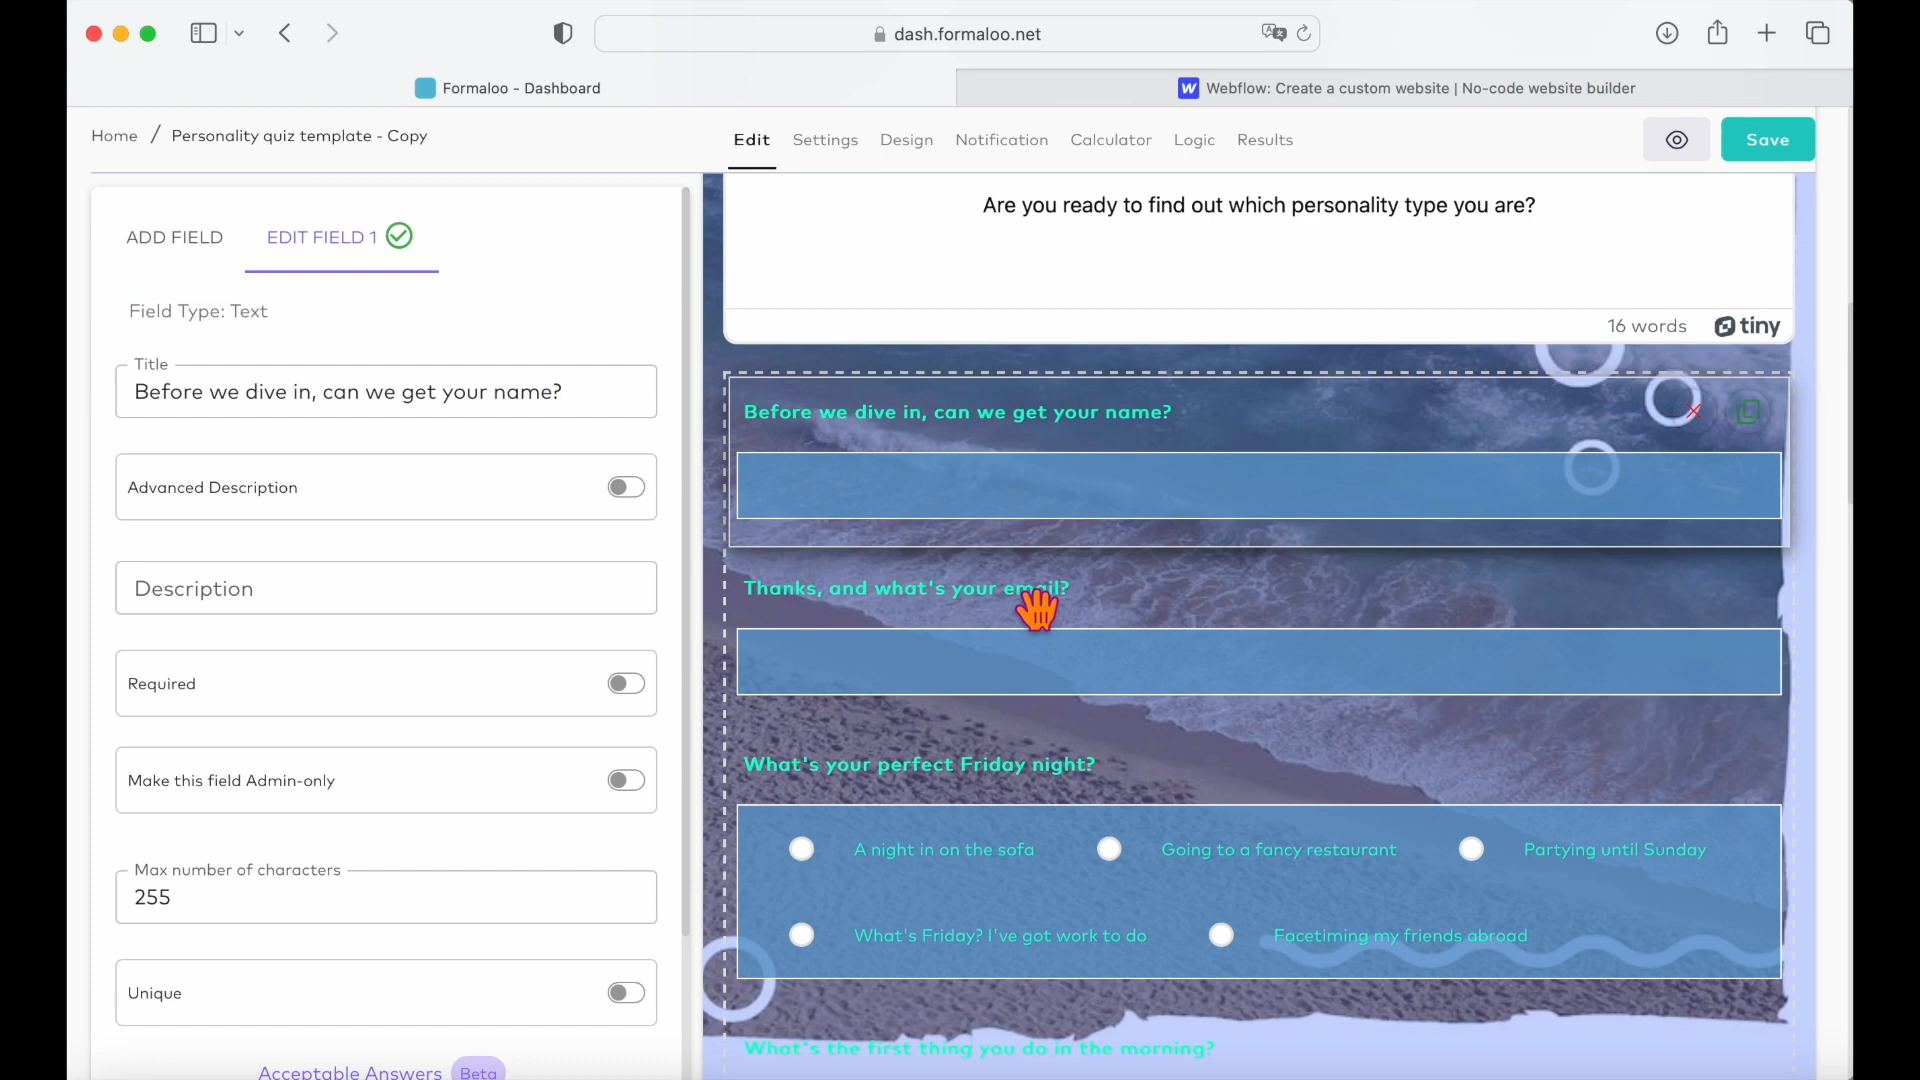 dash.formaloo.net
Formaloo - Dashboard
W Webflow: Create a custom website | No-code website builder
Home / Personality quiz template - Copy
Edit Settings Design Notification Calculator Logic Results
Save
ADD FIELD EDIT FIELD 1
Field Type: Text
Title
Before we dive in, can we get your name?
Advanced Description
Description
Required
Make this field Admin-only
Max number of characters
255
Unique
Acceptable Answers Beta
Are you ready to find out which personality type you are?
16 words tiny
Before we dive in, can we get your name?
Thanks, and what's your email?
What's your perfect Friday night?
A night in on the sofa Going to a fancy restaurant Partying until Sunday
What's Friday? I've got work to do Facetiming my friends abroad
What's the first thing you do in the morning?